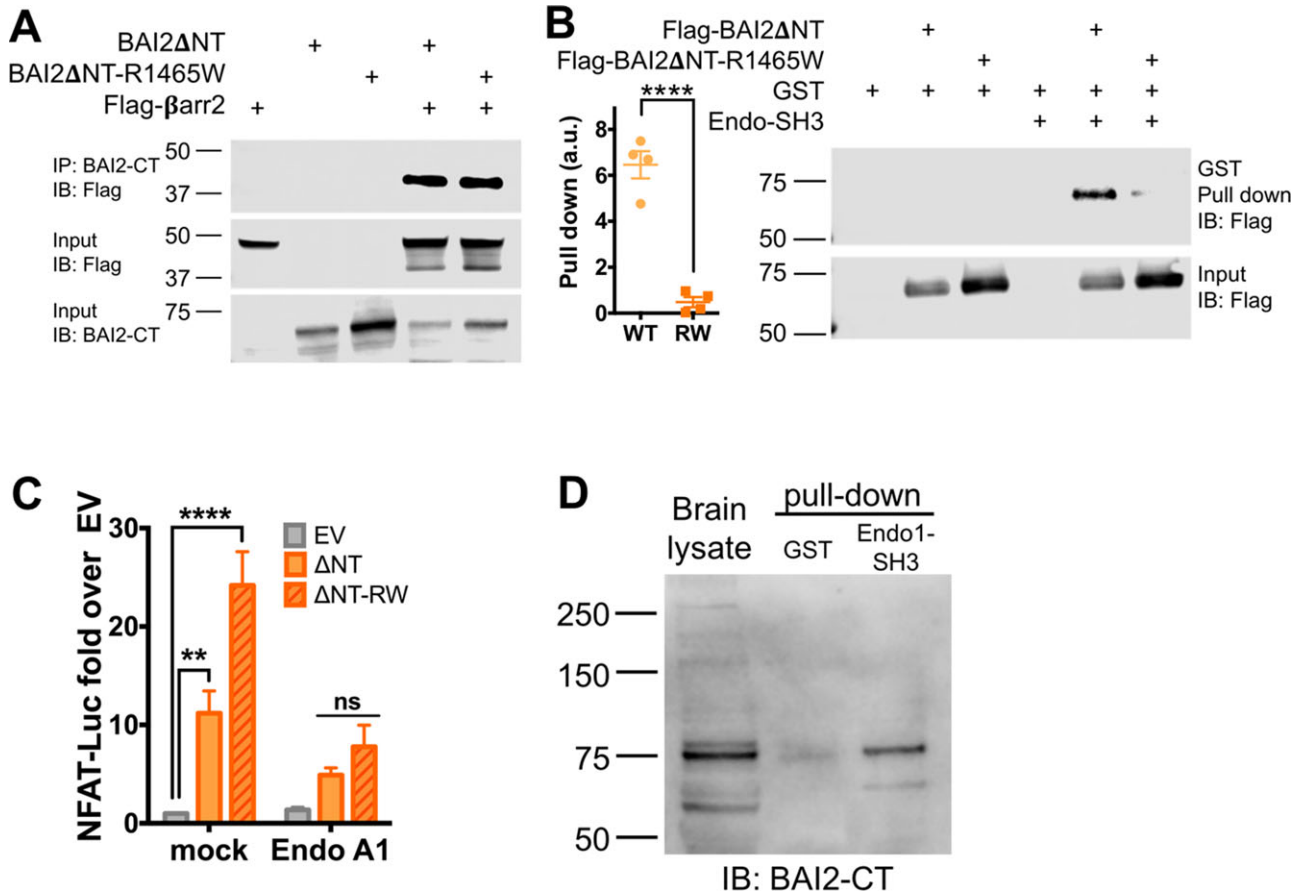 A
BAI2ΔNT + +
BAI2ΔNT-R1465W + +
Flag-βarr2 + + +
IP: BAI2-CT
IB: Flag
50
37
Input
IB: Flag
50
37
Input
IB: BAI2-CT
75
B
Flag-BAI2ΔNT + +
Flag-BAI2ΔNT-R1465W + +
GST + + + + + +
Endo-SH3 + + +
****
Pull down (a.u.)
8
6
4
2
0
WT RW
75
50
GST
Pull down
IB: Flag
75
50
Input
IB: Flag
C
NFAT-Luc fold over EV
30
20
10
0
****
**
ns
EV
ΔNT
ΔNT-RW
mock Endo A1
D
Brain
lysate
pull-down
GST
Endo1-
SH3
250
150
75
50
IB: BAI2-CT